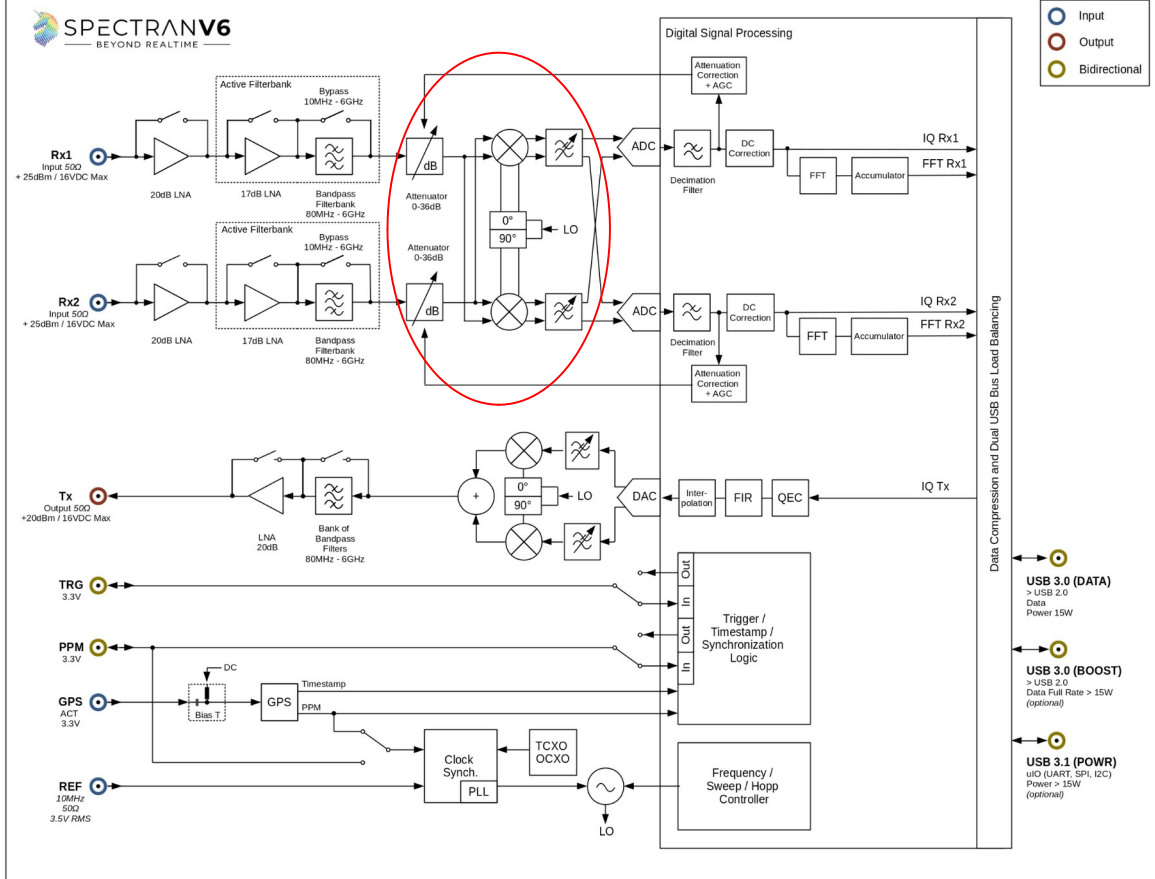 SPECTRANV6
BEYOND REALTIME
Input
Output
Bidirectional
Digital Signal Processing
Attenuation
Correction
+ AGC
Active Filterbank
Bypass
10MHz - 6GHz
Rx1
Input 50Ω
+ 25dBm / 16VDC Max
20dB LNA
17dB LNA
Bandpass
Filterbank
80MHz - 6GHz
dB
Attenuator
0-36dB
ADC
Decimation
Filter
DC
Correction
FFT
Accumulator
IQ Rx1
FFT Rx1
0°
90°
LO
Active Filterbank
Bypass
10MHz - 6GHz
Attenuator
0-36dB
Rx2
Input 50Ω
+ 25dBm / 16VDC Max
20dB LNA
17dB LNA
Bandpass
Filterbank
80MHz - 6GHz
dB
ADC
Decimation
Filter
DC
Correction
FFT
Accumulator
IQ Rx2
FFT Rx2
Attenuation
Correction
+ AGC
Tx
Output 50Ω
+20dBm / 16VDC Max
LNA
20dB
Bank of
Bandpass
Filters
80MHz - 6GHz
+
0°
90°
LO
DAC
Inter-
polation
FIR
QEC
IQ Tx
Data Compression and Dual USB Bus Load Balancing
TRG
3.3V
PPM
3.3V
Out
In
Out
In
Trigger /
Timestamp /
Synchronization
Logic
GPS
ACT
3.3V
DC
Bias T
GPS
Timestamp
PPM
REF
10MHz
50Ω
3.5V RMS
Clock
Synch.
PLL
TCXO
OCXO
LO
Frequency /
Sweep / Hopp
Controller
USB 3.0 (DATA)
> USB 2.0
Data
Power 15W
USB 3.0 (BOOST)
> USB 2.0
Data Full Rate > 15W
(optional)
USB 3.1 (POWR)
uIO (UART, SPI, I2C)
Power > 15W
(optional)